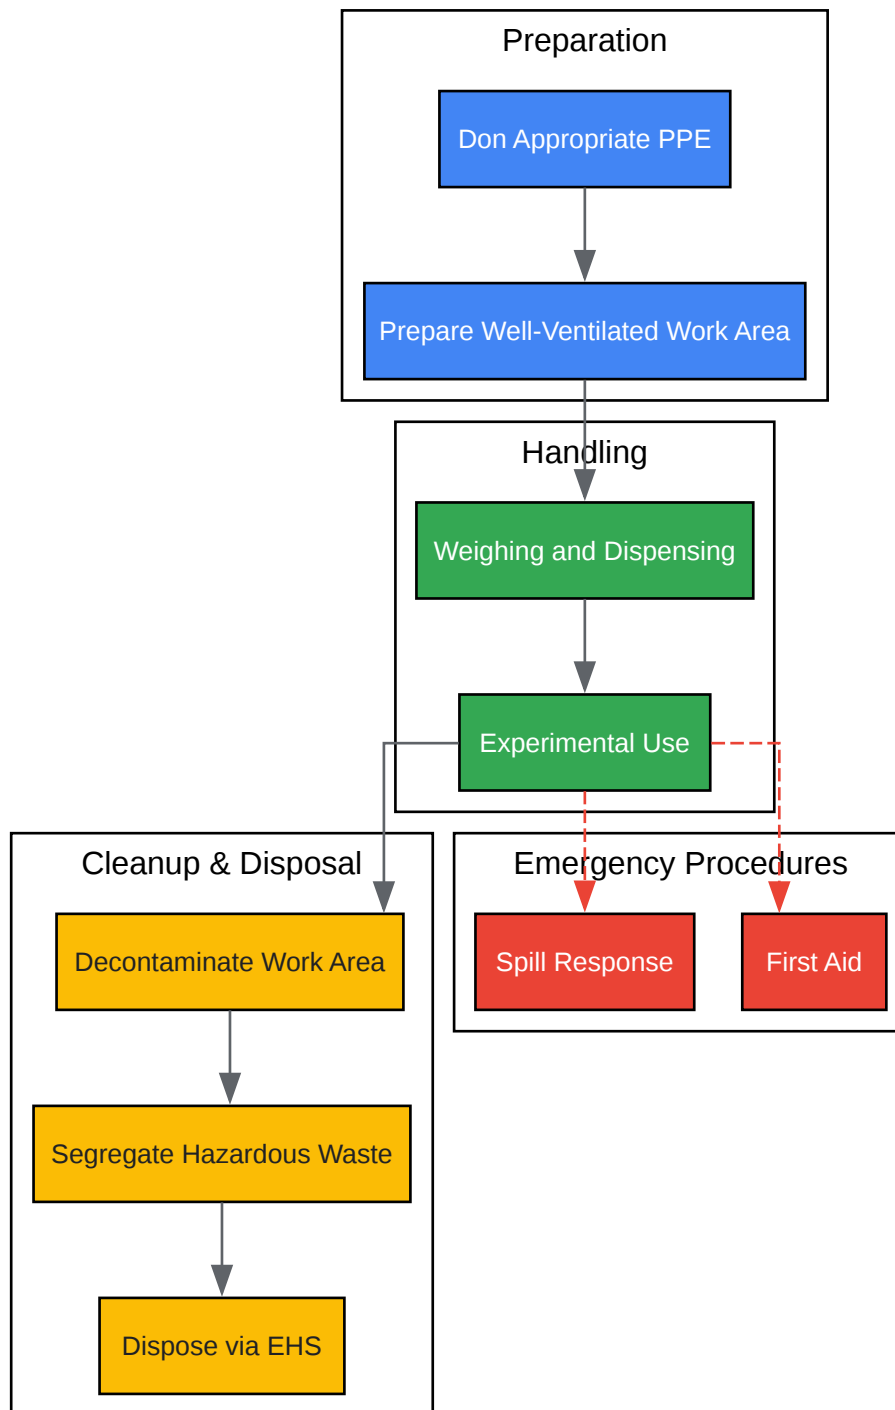 Preparation
Don Appropriate PPE
Prepare Well-Ventilated Work Area
Handling
Weighing and Dispensing
Experimental Use
Cleanup & Disposal
Decontaminate Work Area
Segregate Hazardous Waste
Dispose via EHS
Emergency Procedures
Spill Response
First Aid